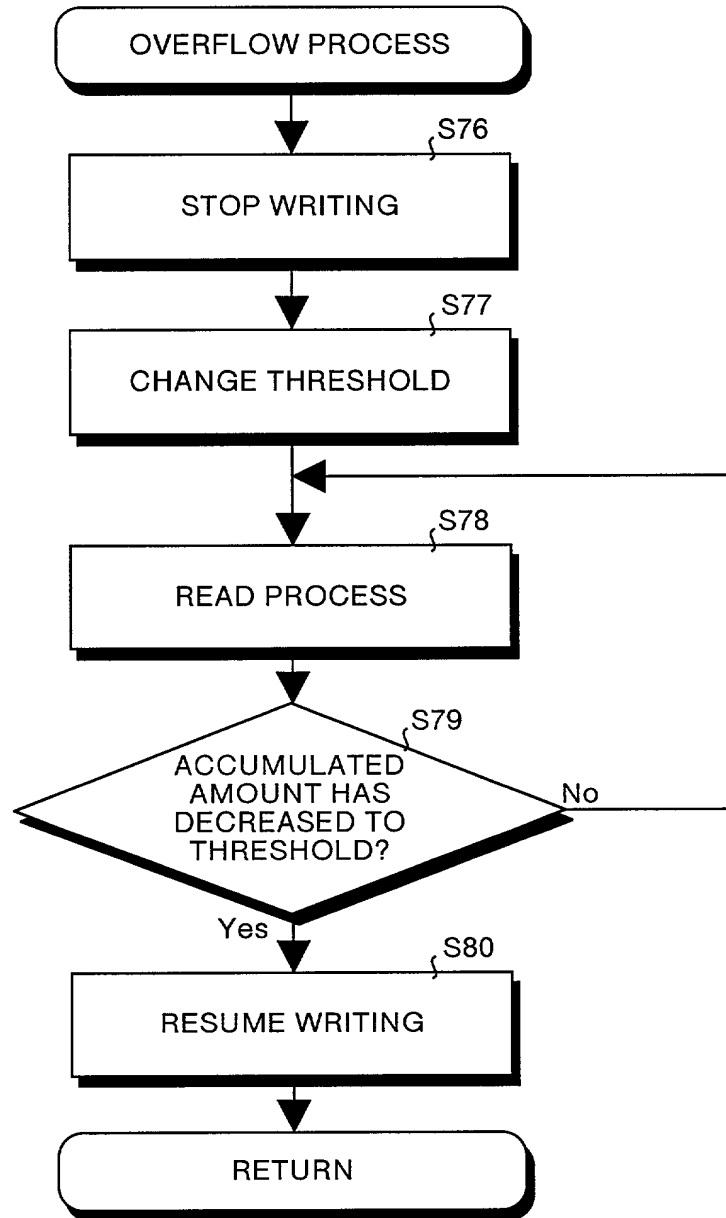 OVERFLOW PROCESS
S76
STOP WRITING
S77
CHANGE THRESHOLD
S78
READ PROCESS
S79
ACCUMULATED
AMOUNT HAS
DECREASED TO
THRESHOLD?
No
Yes
S80
RESUME WRITING
RETURN